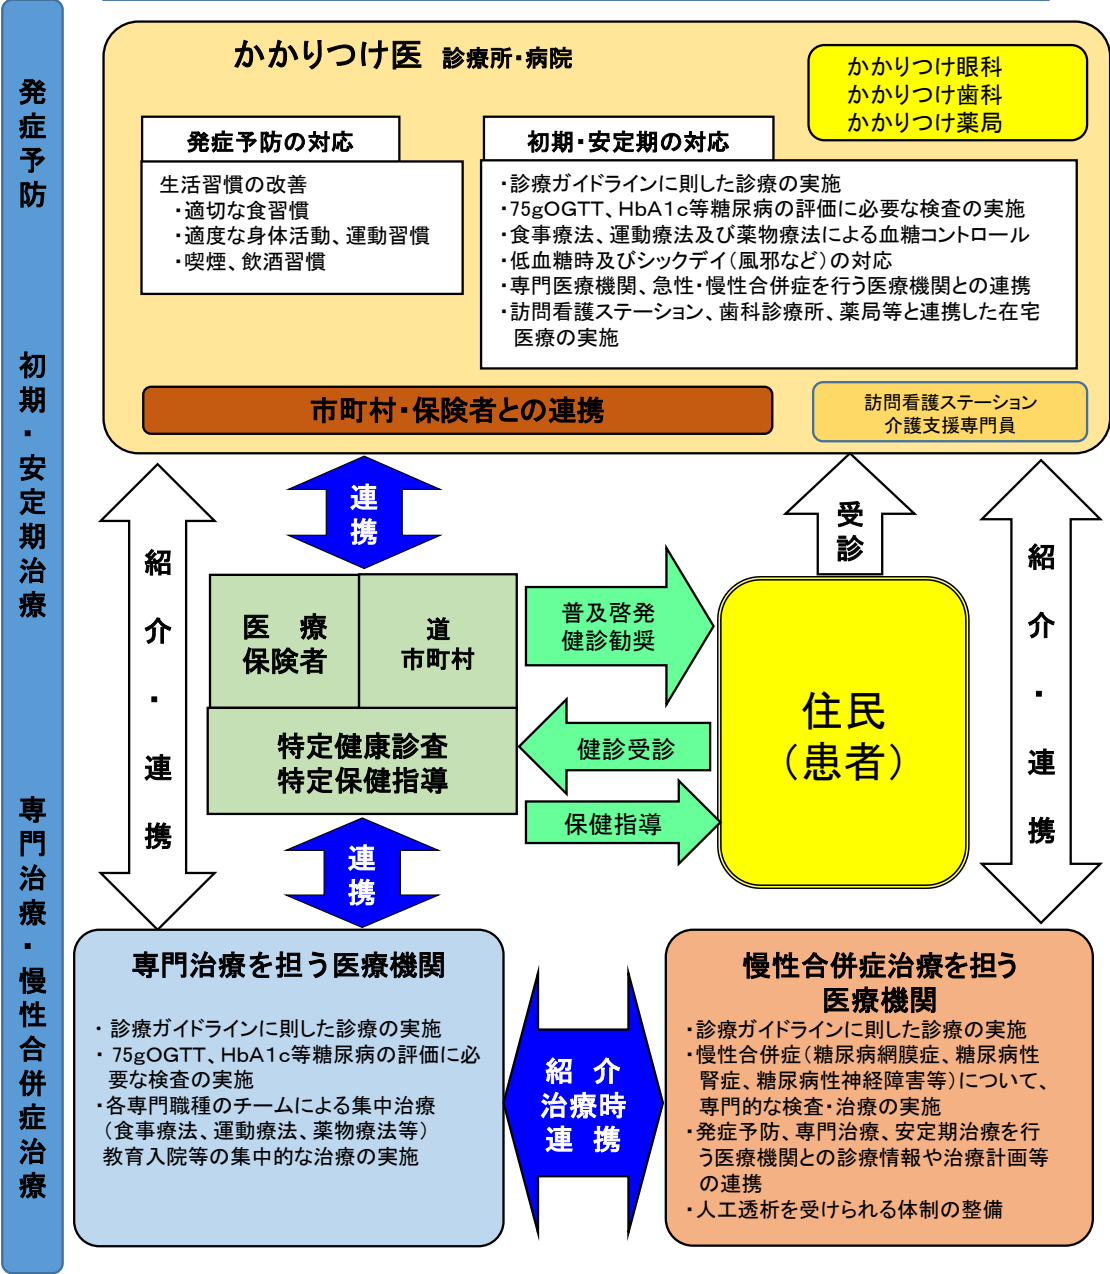 発症予防
初期・安定期治療
専門治療・慢性合併症治療
かかりつけ医 診療所・病院
かかりつけ眼科
かかりつけ歯科
かかりつけ薬局
発症予防の対応
生活習慣の改善
・適切な食習慣
・適度な身体活動、運動習慣
・喫煙、飲酒習慣
初期・安定期の対応
・診療ガイドラインに則した診療の実施
・75gOGTT、HbA1c等糖尿病の評価に必要な検査の実施
・食事療法、運動療法及び薬物療法による血糖コントロール
・低血糖時及びシックデイ（風邪など）の対応
・専門医療機関、急性・慢性合併症を行う医療機関との連携
・訪問看護ステーション、歯科診療所、薬局等と連携した在宅
医療の実施
市町村・保険者との連携
訪問看護ステーション
介護支援専門員
紹介・連携
連携
受診
紹介・連携
医　療
保険者
道
市町村
特定健康診査
特定保健指導
普及啓発
健診勧奨
健診受診
保健指導
住民
（患者）
連携
専門治療を担う医療機関
・ 診療ガイドラインに則した診療の実施
・ 75gOGTT、HbA1c等糖尿病の評価に必
要な検査の実施
・各専門職種のチームによる集中治療
（食事療法、運動療法、薬物療法等）
教育入院等の集中的な治療の実施
紹　介
治療時
連　携
慢性合併症治療を担う
医療機関
・診療ガイドラインに則した診療の実施
・慢性合併症（糖尿病網膜症、糖尿病性
腎症、糖尿病性神経障害等）について、
専門的な検査・治療の実施
・発症予防、専門治療、安定期治療を行
う医療機関との診療情報や治療計画等
の連携
・人工透析を受けられる体制の整備